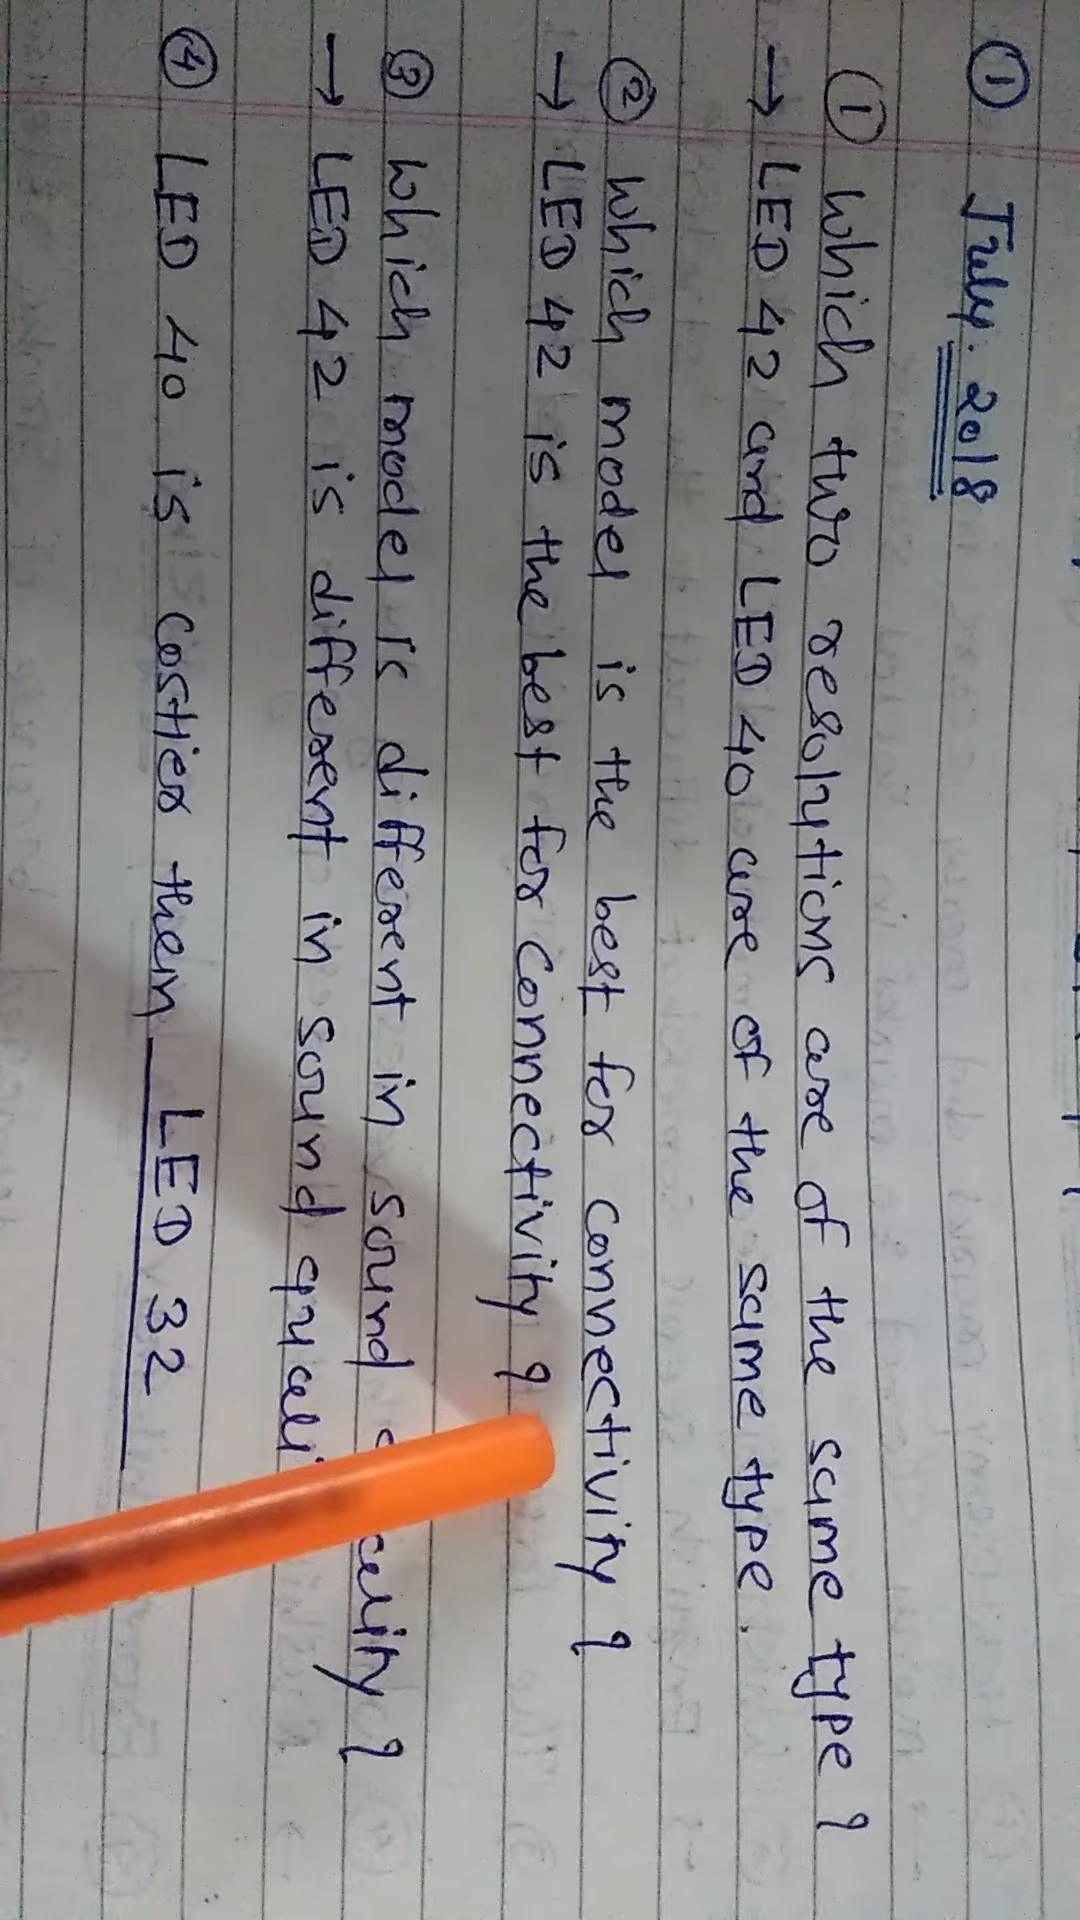 ① July. 2018
① Which two resolutions are of the same type?
→ LED 42 and LED 40 are of the same type.
② Which model is the best for connectivity?
→ LED 42 is the best for connectivity?
③ Which model is different in sound
→ LED 42 is different in sound
④ LED 40 is costier then LED 32